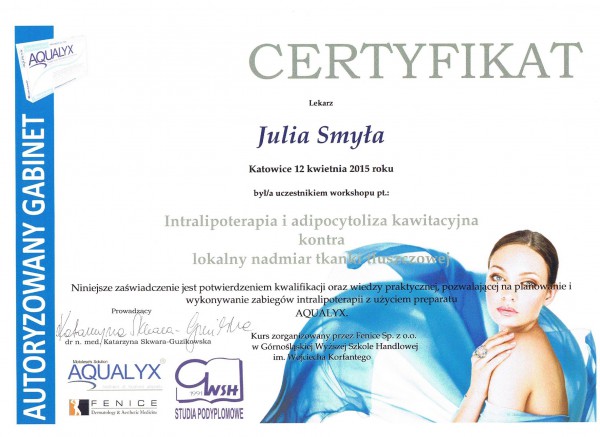 AQUALYX
AUTORYZOWANY GABINET
CERTYFIKAT
Lekarz
Julia Smyła
Katowice 12 kwietnia 2015 roku
był/a uczestnikiem workshopu pt.:
Intralipoterapia i adipocytoliza kawitacyjna
kontra
lokalny nadmiar tkanki tłuszczowej
Niniejsze zaświadczenie jest potwierdzeniem kwalifikacji oraz wiedzy praktycznej, pozwalającej na planowanie i
wykonywanie zabiegów intralipoterapii z użyciem preparatu
AQUALYX.
Prowadzący
Katarzyna Skwara-Guzikowska
dr n. med. Katarzyna Skwara-Guzikowska
Kurs zorganizowany przez Fenice Sp. z o.o.
w Górnośląskiej Wyższej Szkole Handlowej
im. Wojciecha Korfantego
Motolese's Solution
AQUALYX®
FENICE
Dermatology & Aesthetic Medicine
1991
GWSH
STUDIA PODYPLOMOWE